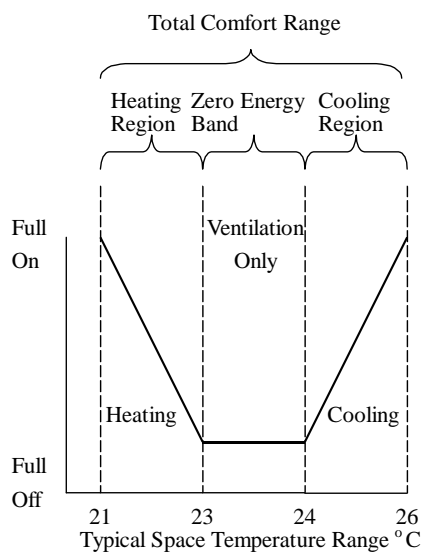 Total Comfort Range
Heating Region
Zero Energy Band
Cooling Region
Full On
Ventilation Only
Heating
Cooling
Full Off
21 23 24 26
Typical Space Temperature Range °C